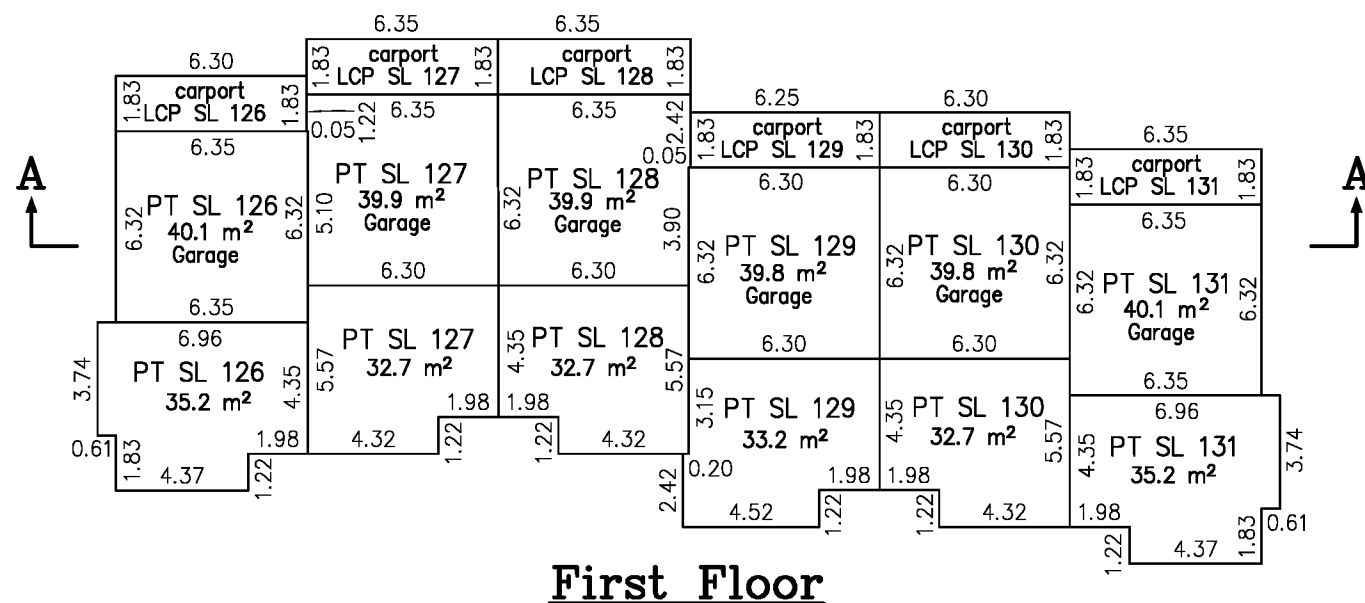 6.35 6.35
6.30
1.83 carport 1.83 carport 1.83
LCP SL 127 LCP SL 128
1.83 carport 1.83
LCP SL 126
6.25 6.30
6.35 6.35
0.05 1.22 2.42
1.83 carport 1.83 carport 1.83
LCP SL 129 LCP SL 130
6.35 0.05
6.35
1.83 carport 1.83
LCP SL 131
A A
PT SL 127 PT SL 128
39.9 m² 39.9 m²
Garage Garage
5.10 6.32 3.90
6.30 6.30
PT SL 126
40.1 m²
Garage
6.32 6.32
6.35
PT SL 129 PT SL 130
39.8 m² 39.8 m²
Garage Garage
6.32 6.32 6.32
6.35
6.30 6.30
PT SL 131
40.1 m²
Garage
6.32 6.32
6.35
6.30 6.30
6.96
PT SL 126
35.2 m²
3.74 4.35
PT SL 127 PT SL 128
32.7 m² 32.7 m²
5.57 4.35 5.57
1.98 1.98
PT SL 129 PT SL 130
33.2 m² 32.7 m²
3.15 4.35 5.57
6.96
PT SL 131
35.2 m²
4.35 3.74
0.61 1.83 1.98
4.32 1.22 1.22 4.32
4.37 1.22
2.42 0.20 1.98 1.98
4.52 1.22 1.22 4.32
1.98 1.83 0.61
1.22 4.37
First Floor